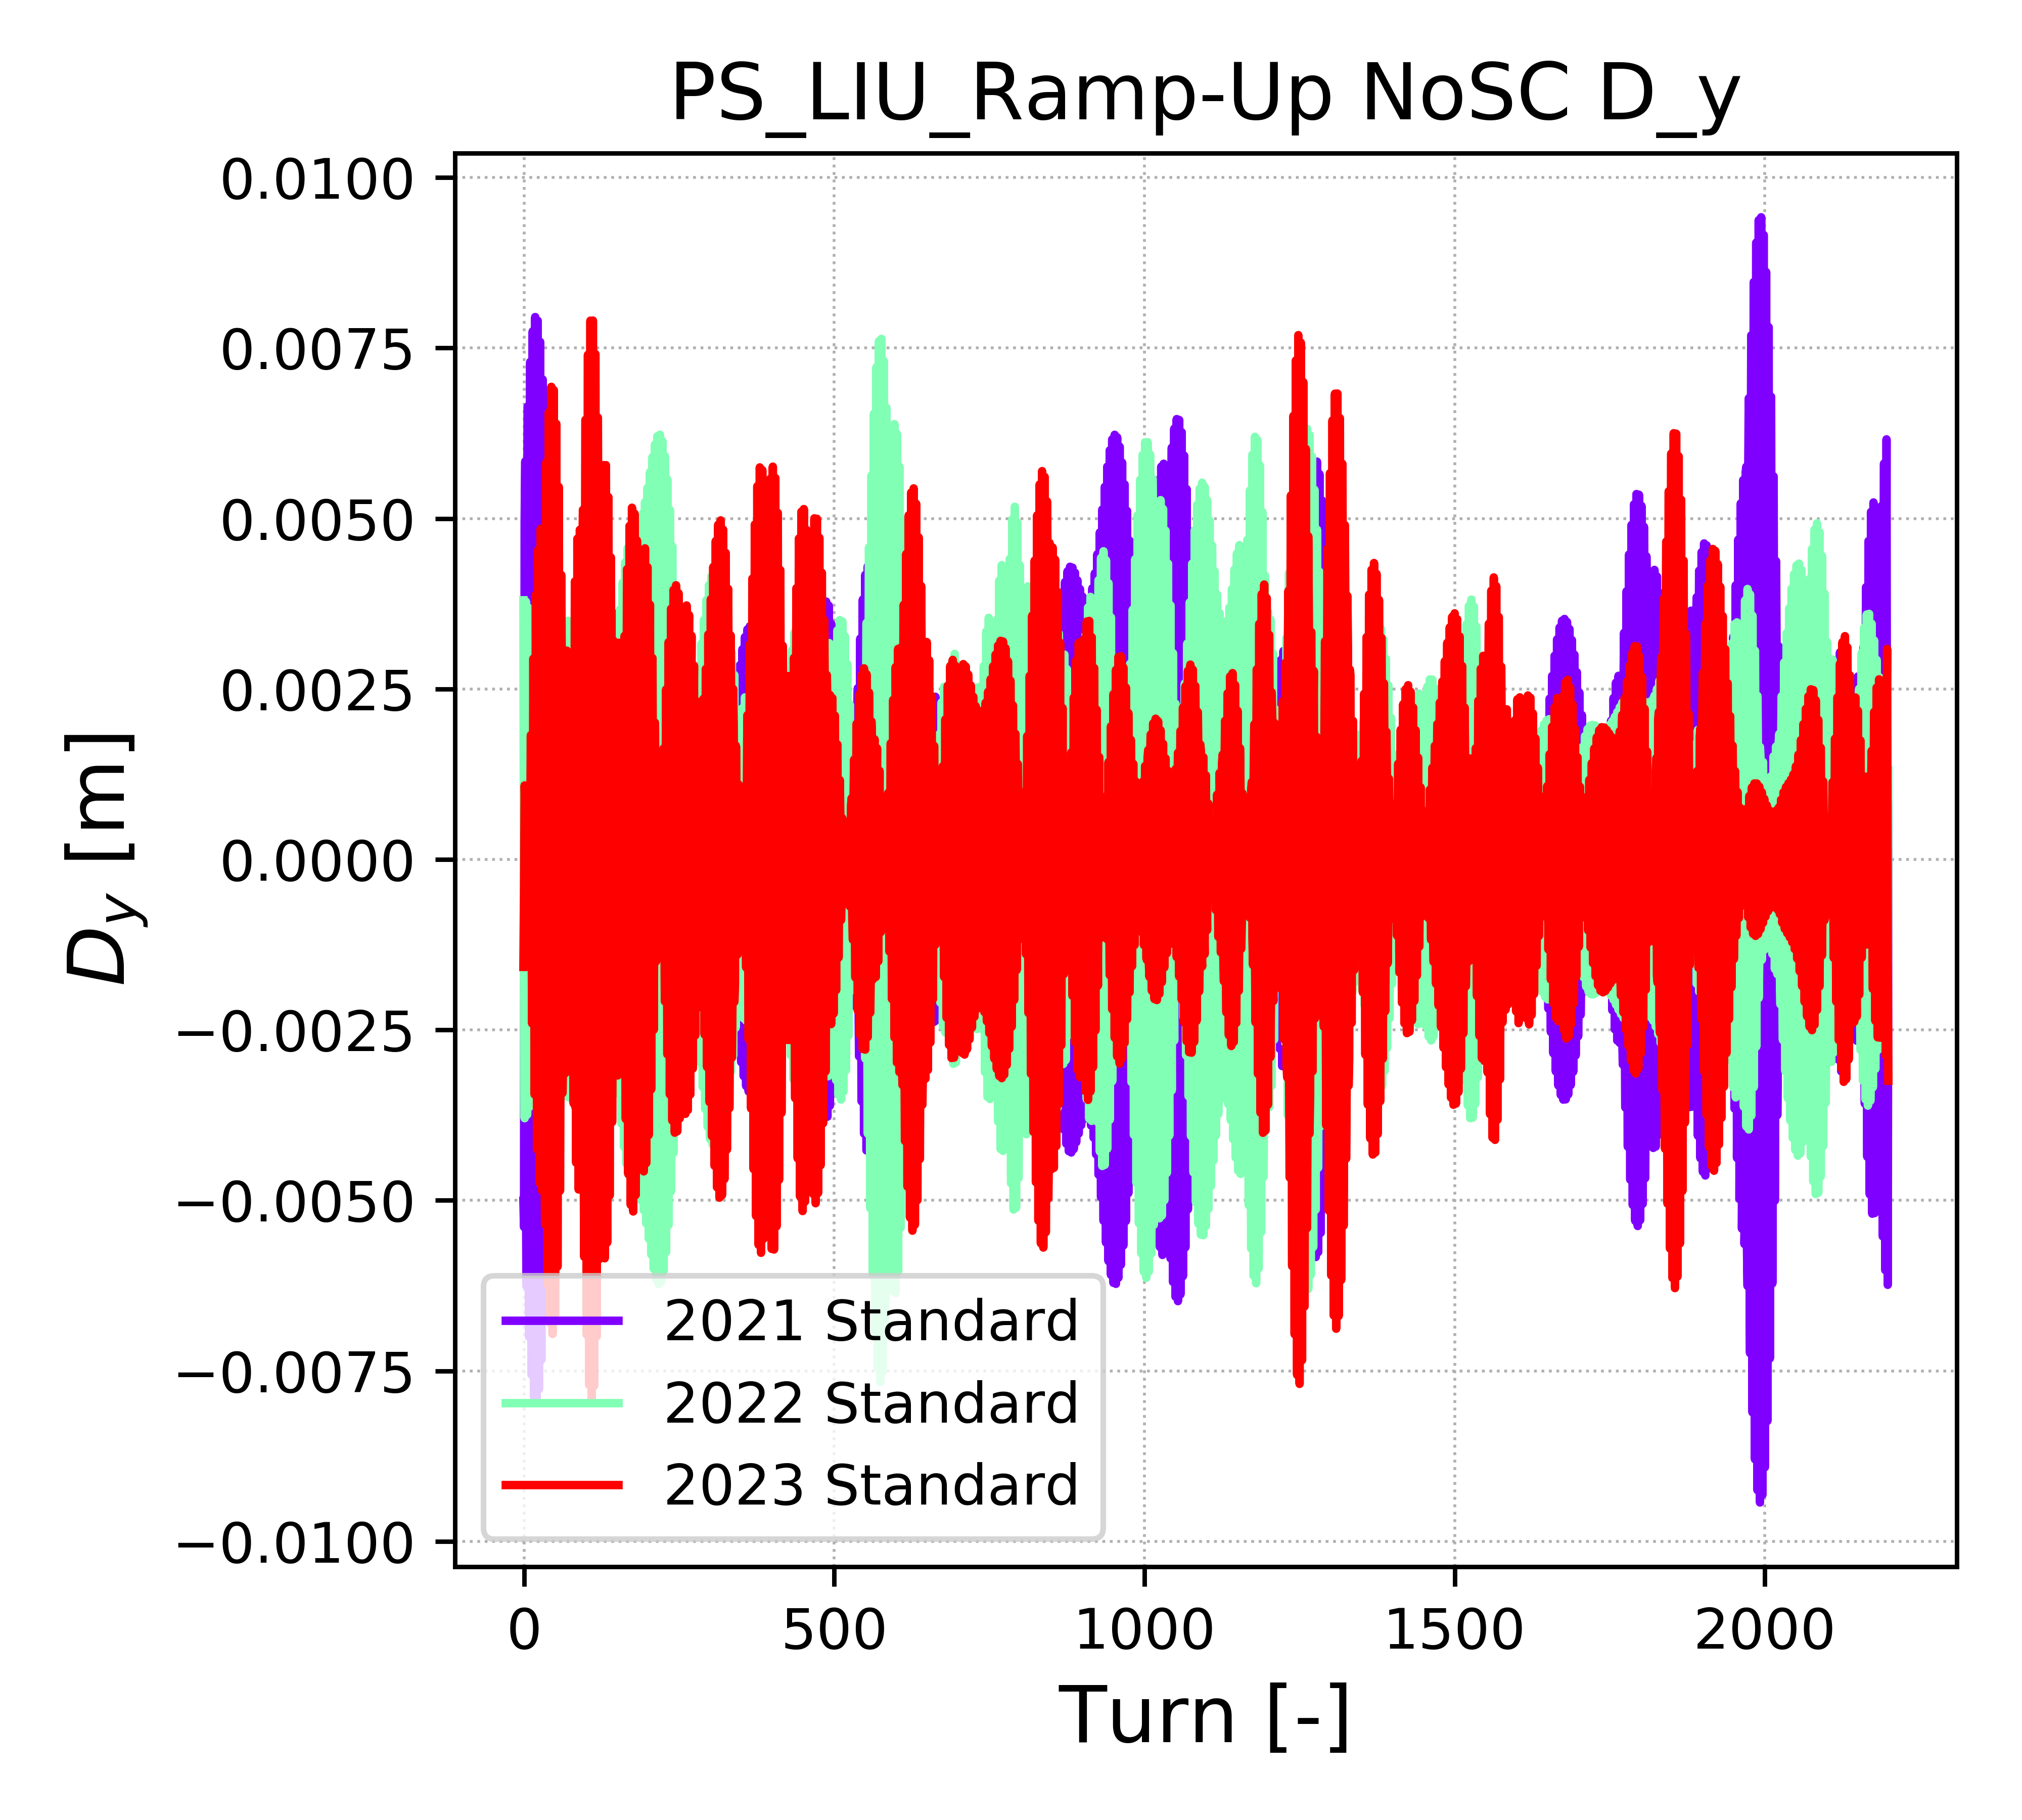 PS_LIU_Ramp-Up NoSC D_y
0.0100
0.0075
0.0050
0.0025
0.0000
−0.0025
−0.0050
−0.0075
−0.0100
D_y [m]
2021 Standard
2022 Standard
2023 Standard
0 500 1000 1500 2000
Turn [-]